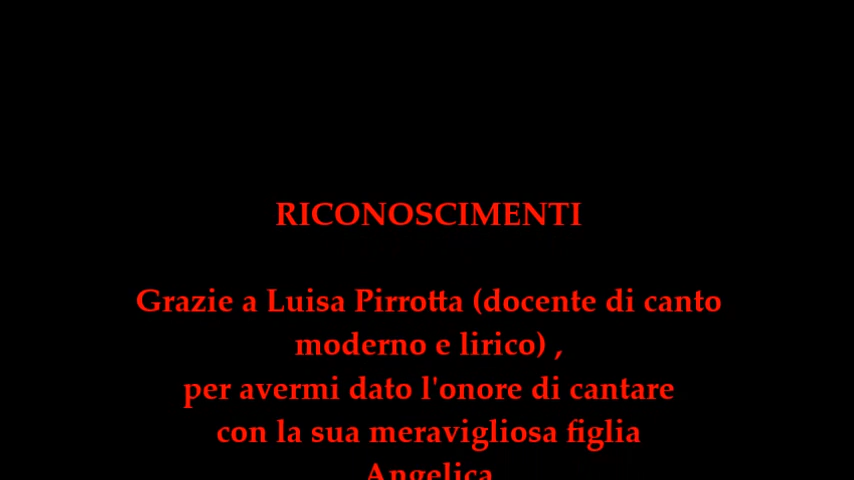 RICONOSCIMENTI
Grazie a Luisa Pirrotta (docente di canto
moderno e lirico) ,
per avermi dato l'onore di cantare
con la sua meravigliosa figlia
Angelica